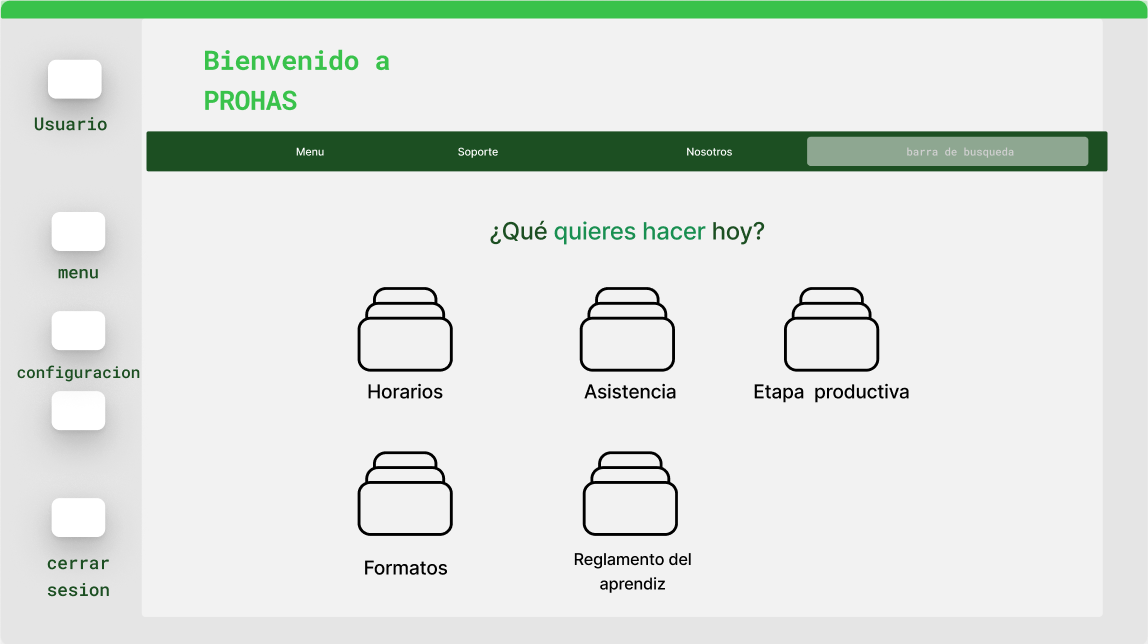 Bienvenido a
PROHAS
Usuario
Menu Soporte Nosotros barra de busqueda
¿Qué quieres hacer hoy?
menu
configuracion
Horarios Asistencia Etapa productiva
Formatos
Reglamento del
aprendiz
cerrar
sesion